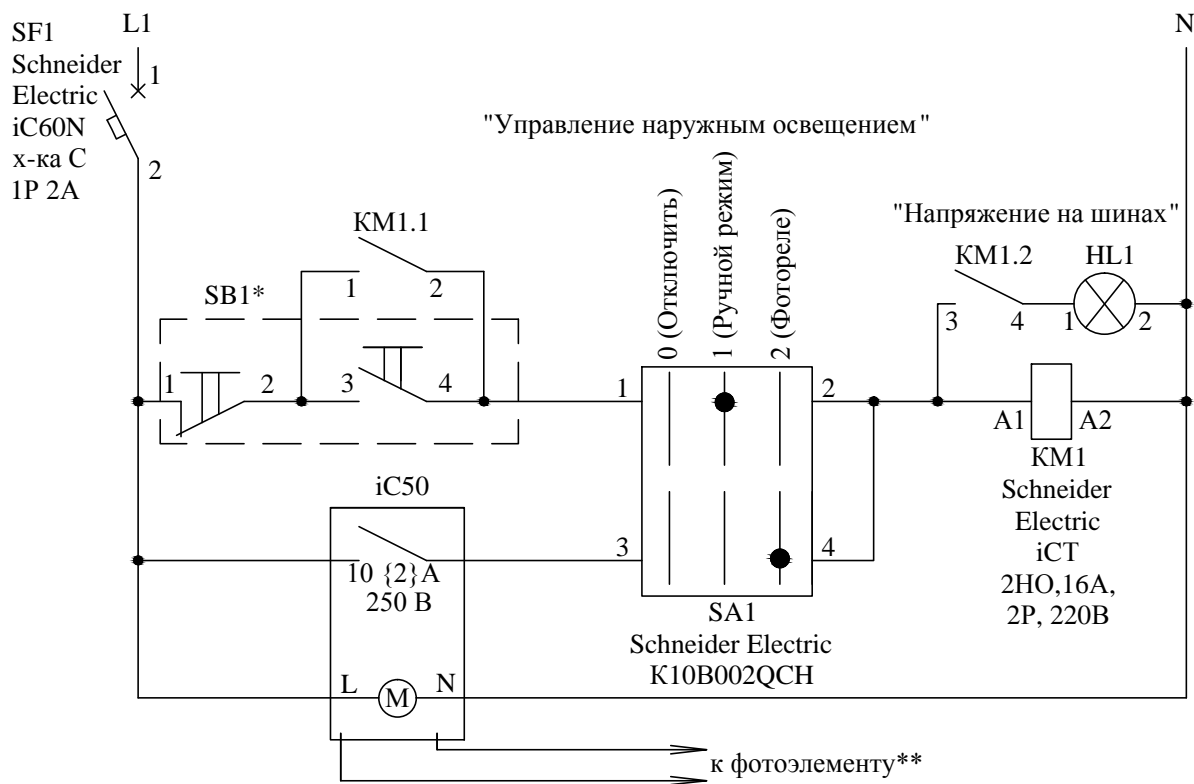 SF1
Schneider
Electric
iC60N
х-ка С
1P 2A
L1
1
2
N
"Управление наружным освещением"
0 (Отключить)
1 (Ручной режим)
2 (Фотореле)
"Напряжение на шинах"
КМ1.1
1 2
КМ1.2
3 4
HL1
1 2
SB1*
1 2 3 4
1 2
A1 A2
КМ1
Schneider
Electric
iCT
2НО,16А,
2Р, 220В
iC50
10 {2}А
250 В
3 4
SA1
Schneider Electric
K10B002QCH
L M N
к фотоэлементу**